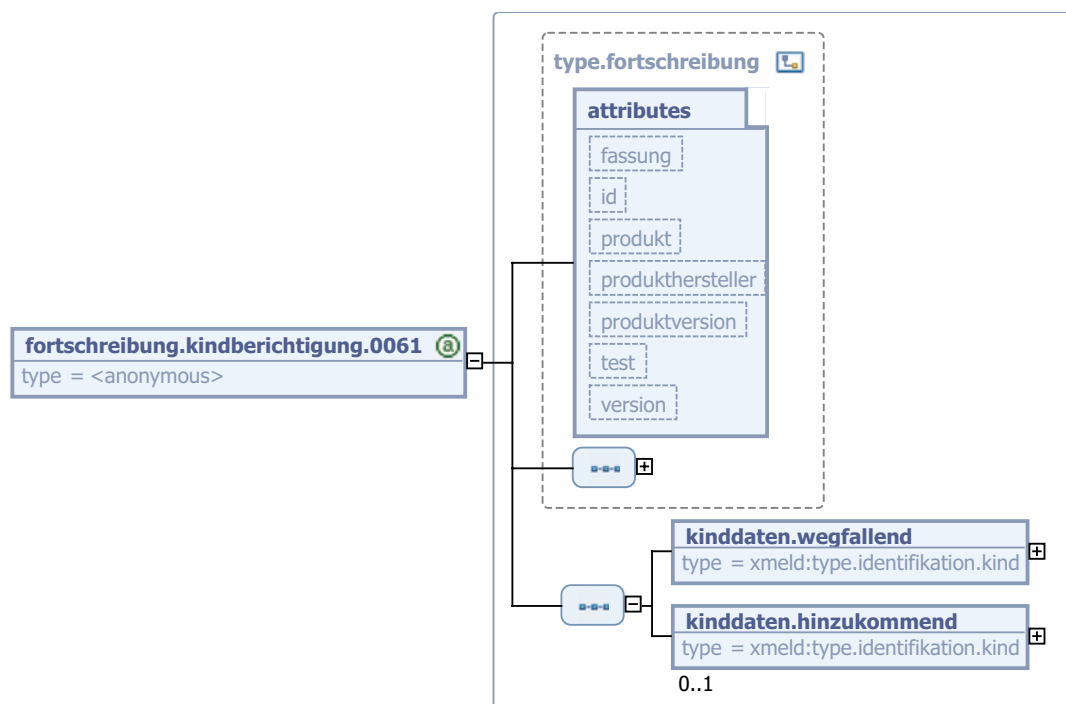 type.fortschreibung
attributes
fassung
id
produkt
produkthersteller
produktversion
test
version
fortschreibung.kindberichtigung.0061 @
type = <anonymous>
kinddaten.wegfallend
type = xmeld:type.identifikation.kind
kinddaten.hinzukommend
type = xmeld:type.identifikation.kind
0..1